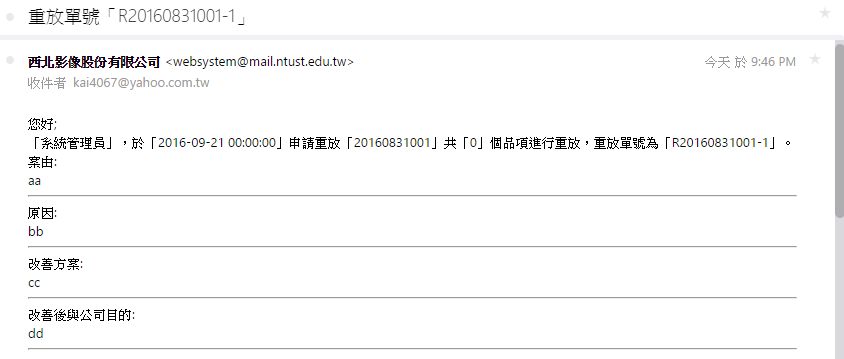 重放單號「R20160831001-1」
西北影像股份有限公司 <websystem@mail.ntust.edu.tw> 今天 於 9:46 PM
收件者 kai4067@yahoo.com.tw
您好;
「系統管理員」，於「2016-09-21 00:00:00」申請重放「20160831001」共「0」個品項進行重放，重放單號為「R20160831001-1」。
案由:
aa
原因:
bb
改善方案:
cc
改善後與公司目的:
dd